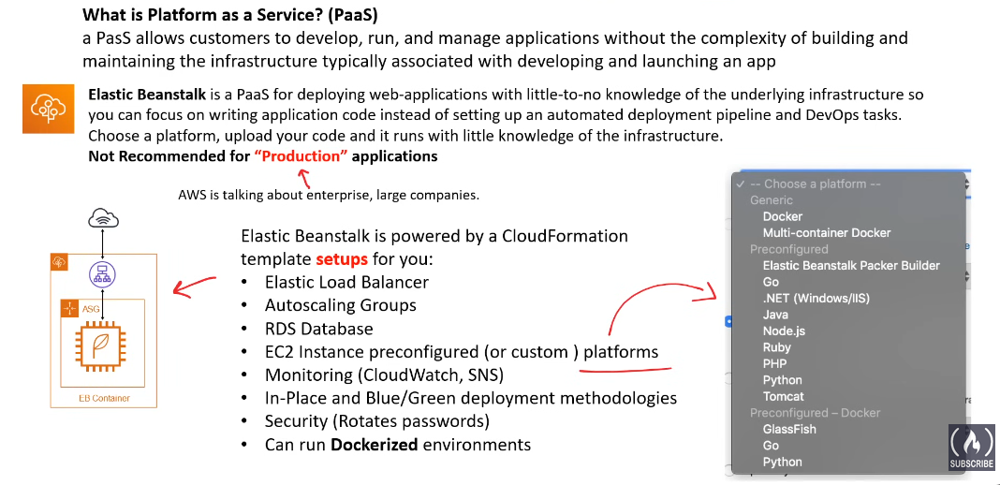 What is Platform as a Service? (PaaS)
a PasS allows customers to develop, run, and manage applications without the complexity of building and
maintaining the infrastructure typically associated with developing and launching an app
Elastic Beanstalk is a PaaS for deploying web-applications with little-to-no knowledge of the underlying infrastructure so
you can focus on writing application code instead of setting up an automated deployment pipeline and DevOps tasks.
Choose a platform, upload your code and it runs with little knowledge of the infrastructure.
Not Recommended for “Production” applications
AWS is talking about enterprise, large companies.
Elastic Beanstalk is powered by a CloudFormation
template setups for you:
• Elastic Load Balancer
• Autoscaling Groups
• RDS Database
• EC2 Instance preconfigured (or custom ) platforms
• Monitoring (CloudWatch, SNS)
• In-Place and Blue/Green deployment methodologies
• Security (Rotates passwords)
• Can run Dockerized environments
ASG
EB Container
✓ -- Choose a platform --
Generic
Docker
Multi-container Docker
Preconfigured
Elastic Beanstalk Packer Builder
Go
.NET (Windows/IIS)
Java
Node.js
Ruby
PHP
Python
Tomcat
Preconfigured – Docker
GlassFish
Go
Python
SUBSCRIBE